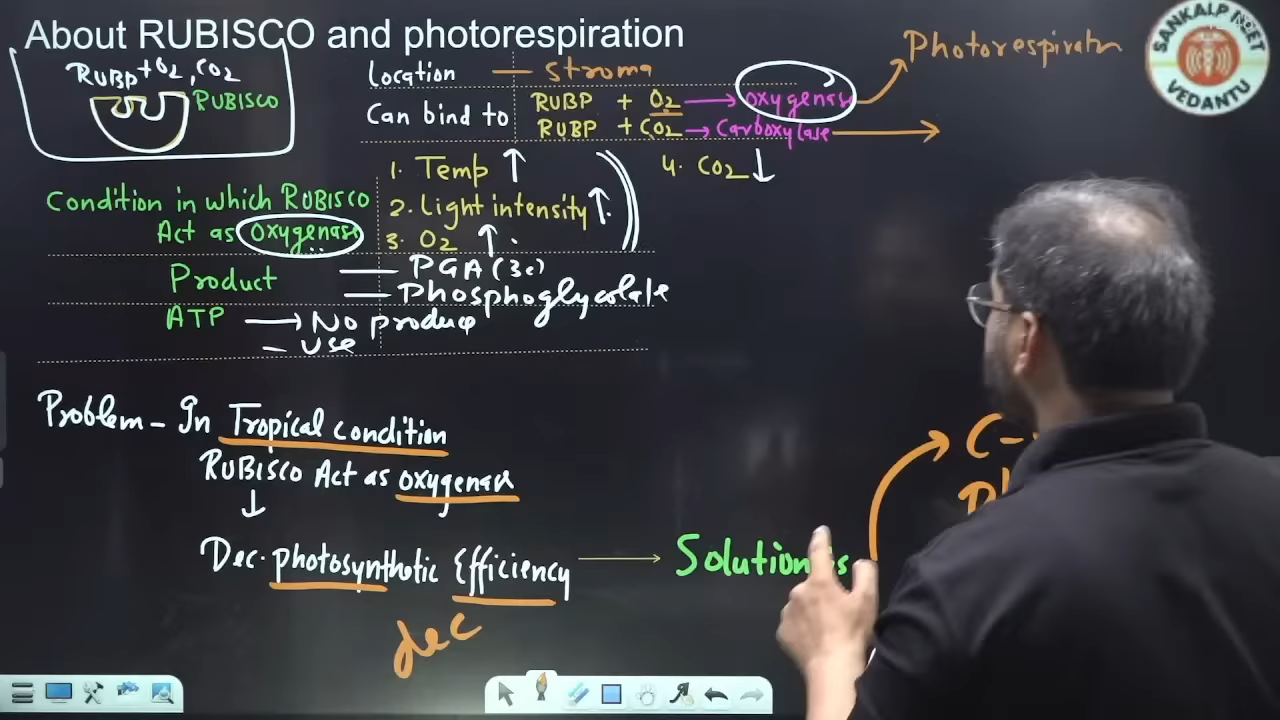 About RUBISCO and photorespiration
RUBP + O2, CO2
RUBISCO
Location — Stroma
Can bind to RUBP + O2 → oxygenase → Photorespiration
RUBP + CO2 → Carboxylase →
Condition in which RUBISCO
Act as oxygenase
1. Temp ↑
2. Light intensity ↑
3. O2 ↑
4. CO2 ↓
Product — PGA (3C)
— Phosphoglycolate
ATP → No produce
– Use
Problem – In Tropical condition
RUBISCO Act as oxygenase
↓
Dec. photosynthetic Efficiency → Solution is
dec
C-
SANKALP NEET
VEDANTU